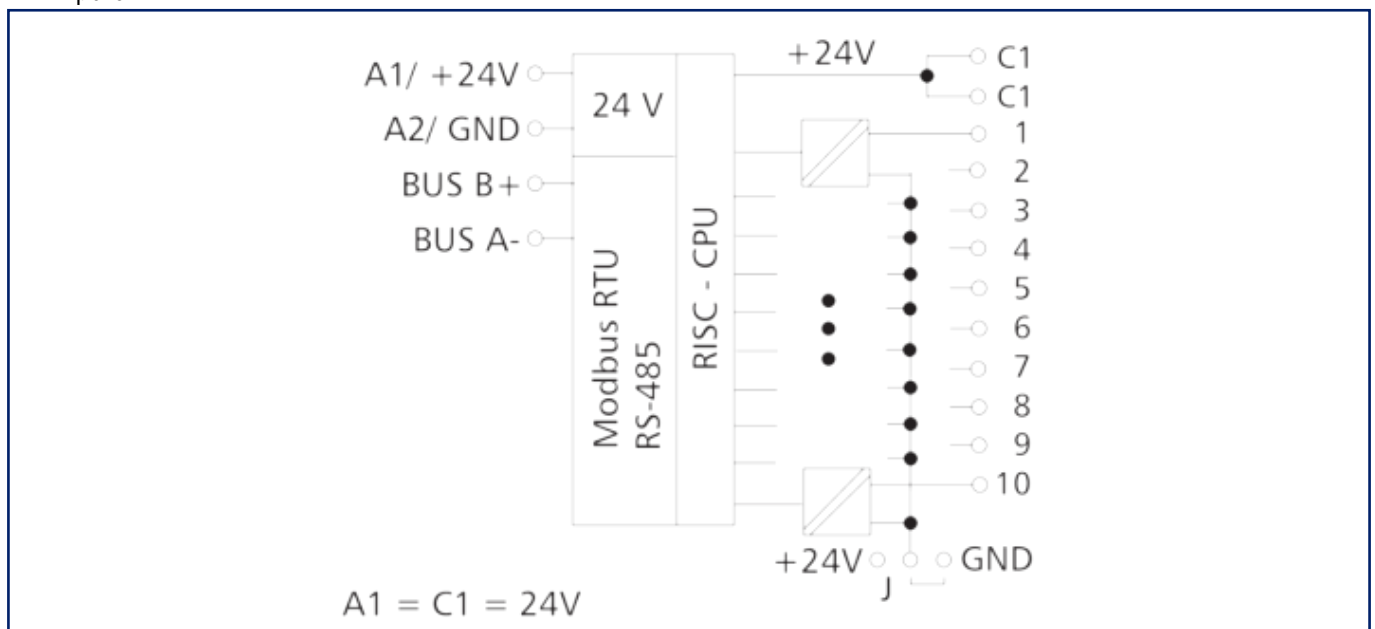 A1/ +24V
A2/ GND
BUS B+
BUS A-
24 V
Modbus RTU
RS-485
RISC - CPU
+24V
C1
C1
1
2
3
4
5
6
7
8
9
10
+24V
J
GND
A1 = C1 = 24V